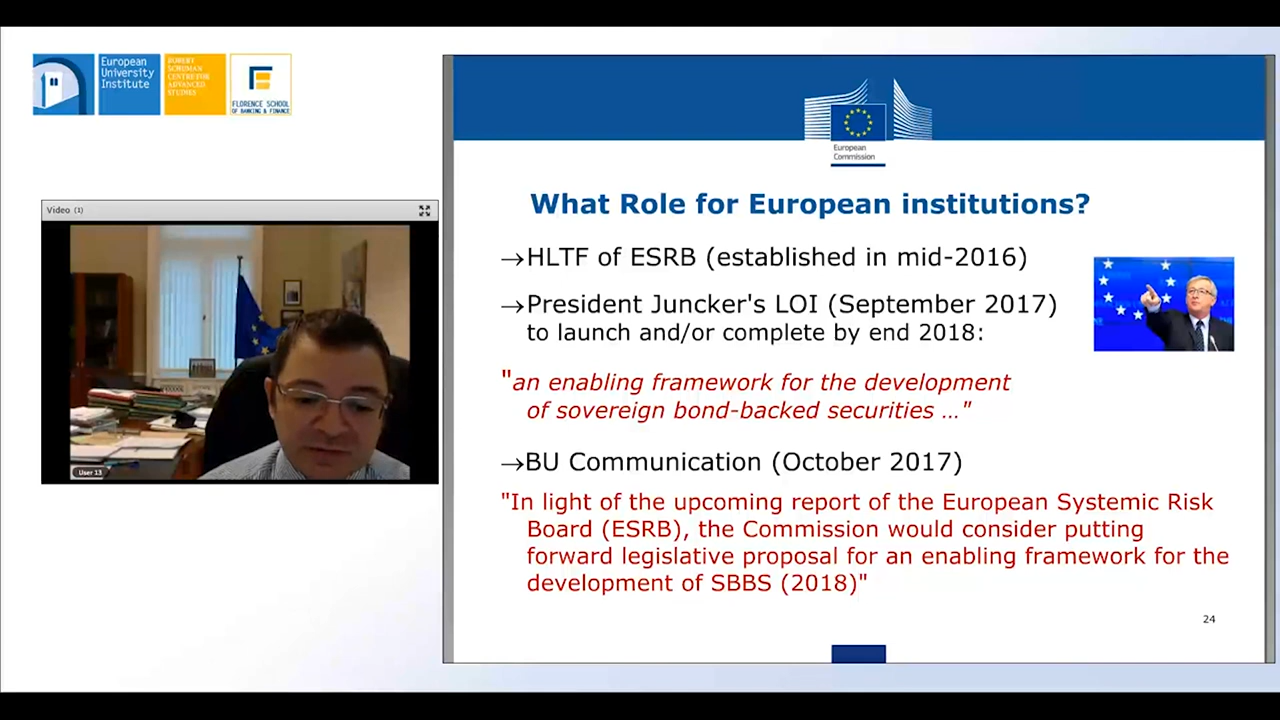 European
University
Institute
ROBERT
SCHUMAN
CENTRE FOR
ADVANCED
STUDIES
FLORENCE SCHOOL
OF BANKING & FINANCE
Video (1)
User 13
European
Commission
What Role for European institutions?
→HLTF of ESRB (established in mid-2016)
→President Juncker's LOI (September 2017)
to launch and/or complete by end 2018:
"an enabling framework for the development
of sovereign bond-backed securities …"
→BU Communication (October 2017)
"In light of the upcoming report of the European Systemic Risk
Board (ESRB), the Commission would consider putting
forward legislative proposal for an enabling framework for the
development of SBBS (2018)"
24